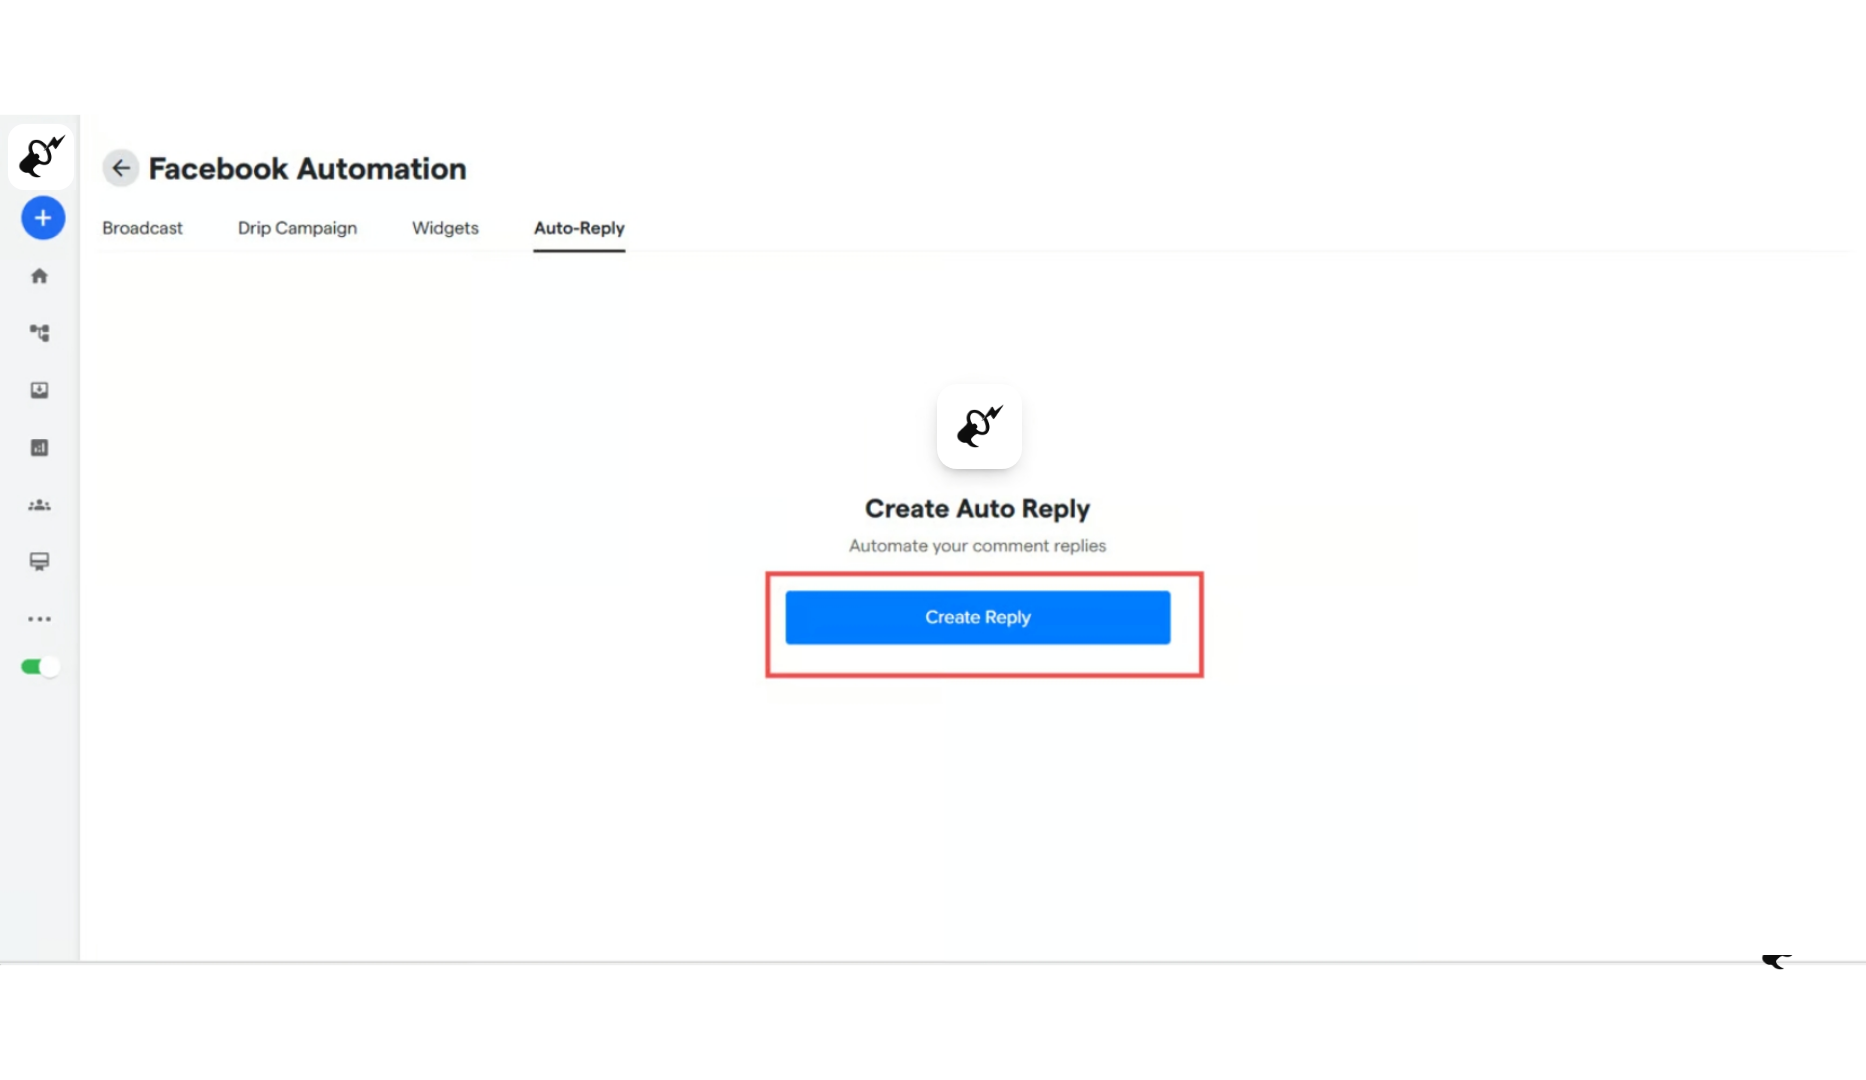 Facebook Automation
Broadcast Drip Campaign Widgets Auto-Reply
Create Auto Reply
Automate your comment replies
Create Reply